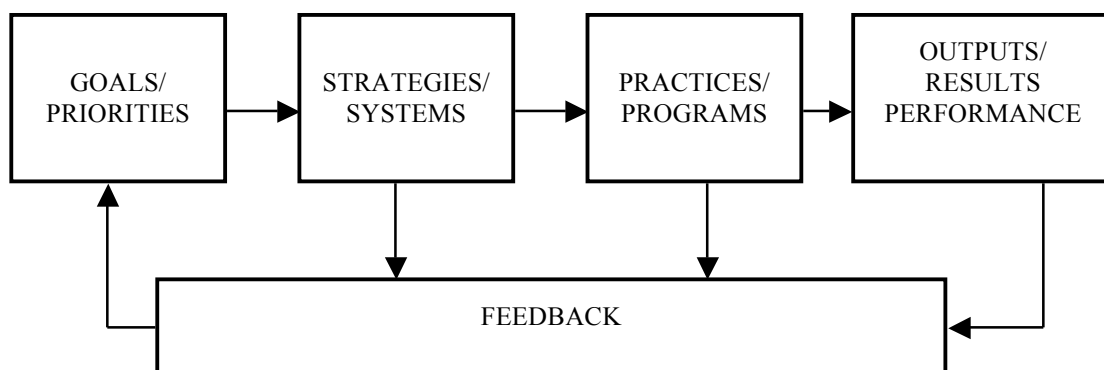 GOALS/
PRIORITIES
STRATEGIES/
SYSTEMS
PRACTICES/
PROGRAMS
OUTPUTS/
RESULTS
PERFORMANCE
FEEDBACK